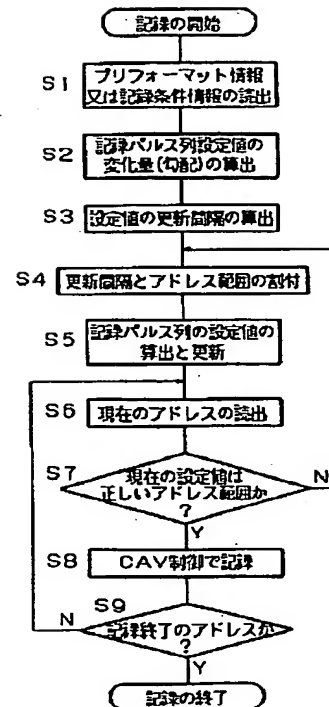 記録の開始
S1
プリフォーマット情報
又は記録条件情報の読出
S2
記録パルス列設定値の
変化量(勾配)の算出
S3
設定値の更新間隔の算出
S4
更新間隔とアドレス範囲の割付
S5
記録パルス列の設定値の
算出と更新
S6
現在のアドレスの読出
S7
現在の設定値は
正しいアドレス範囲か
?
N
Y
S8
CAV制御で記録
S9
N
記録終了のアドレスか
?
Y
記録の終了